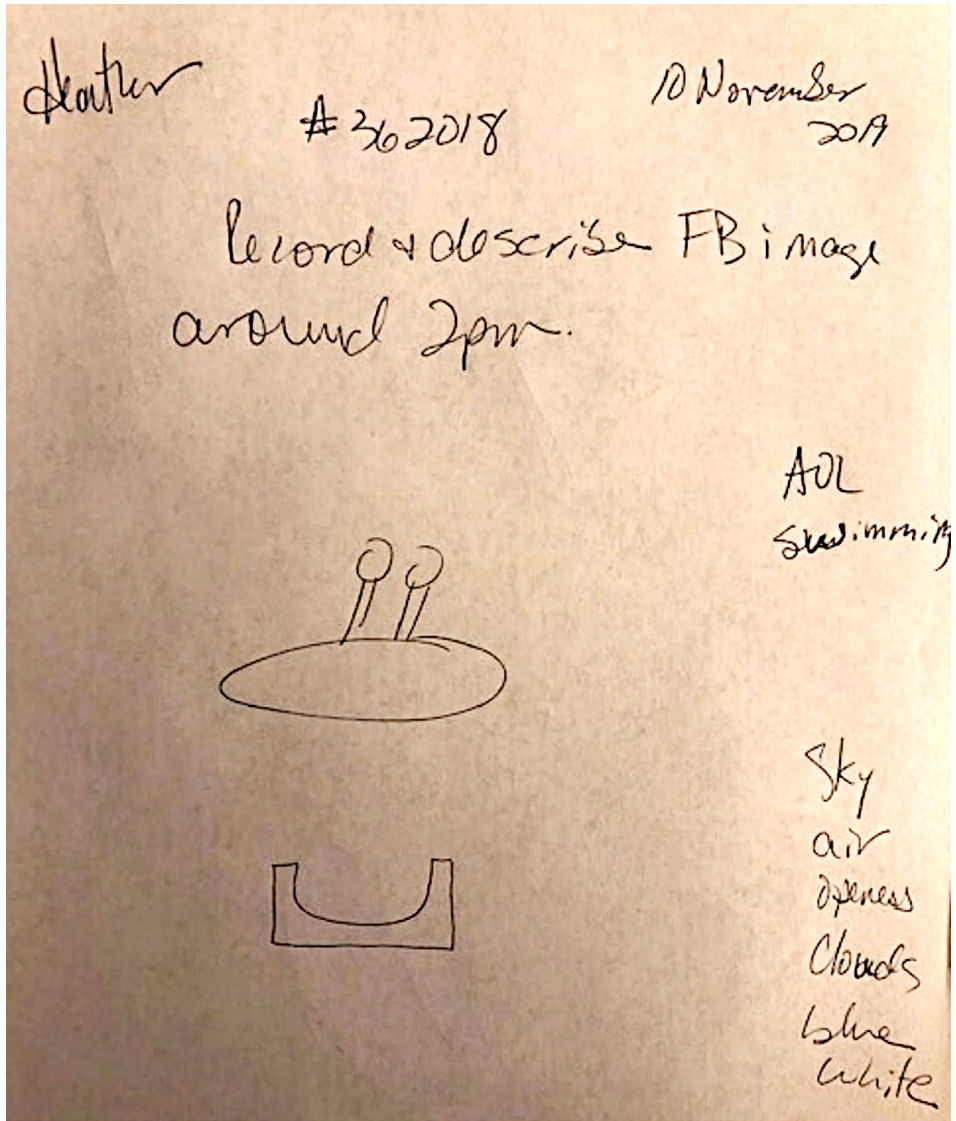 Heather
10 November
2019
# 362018
Record & describe FB image
around 2pm.
AOL
swimming
Sky
air
Openess
Clouds
blue
white